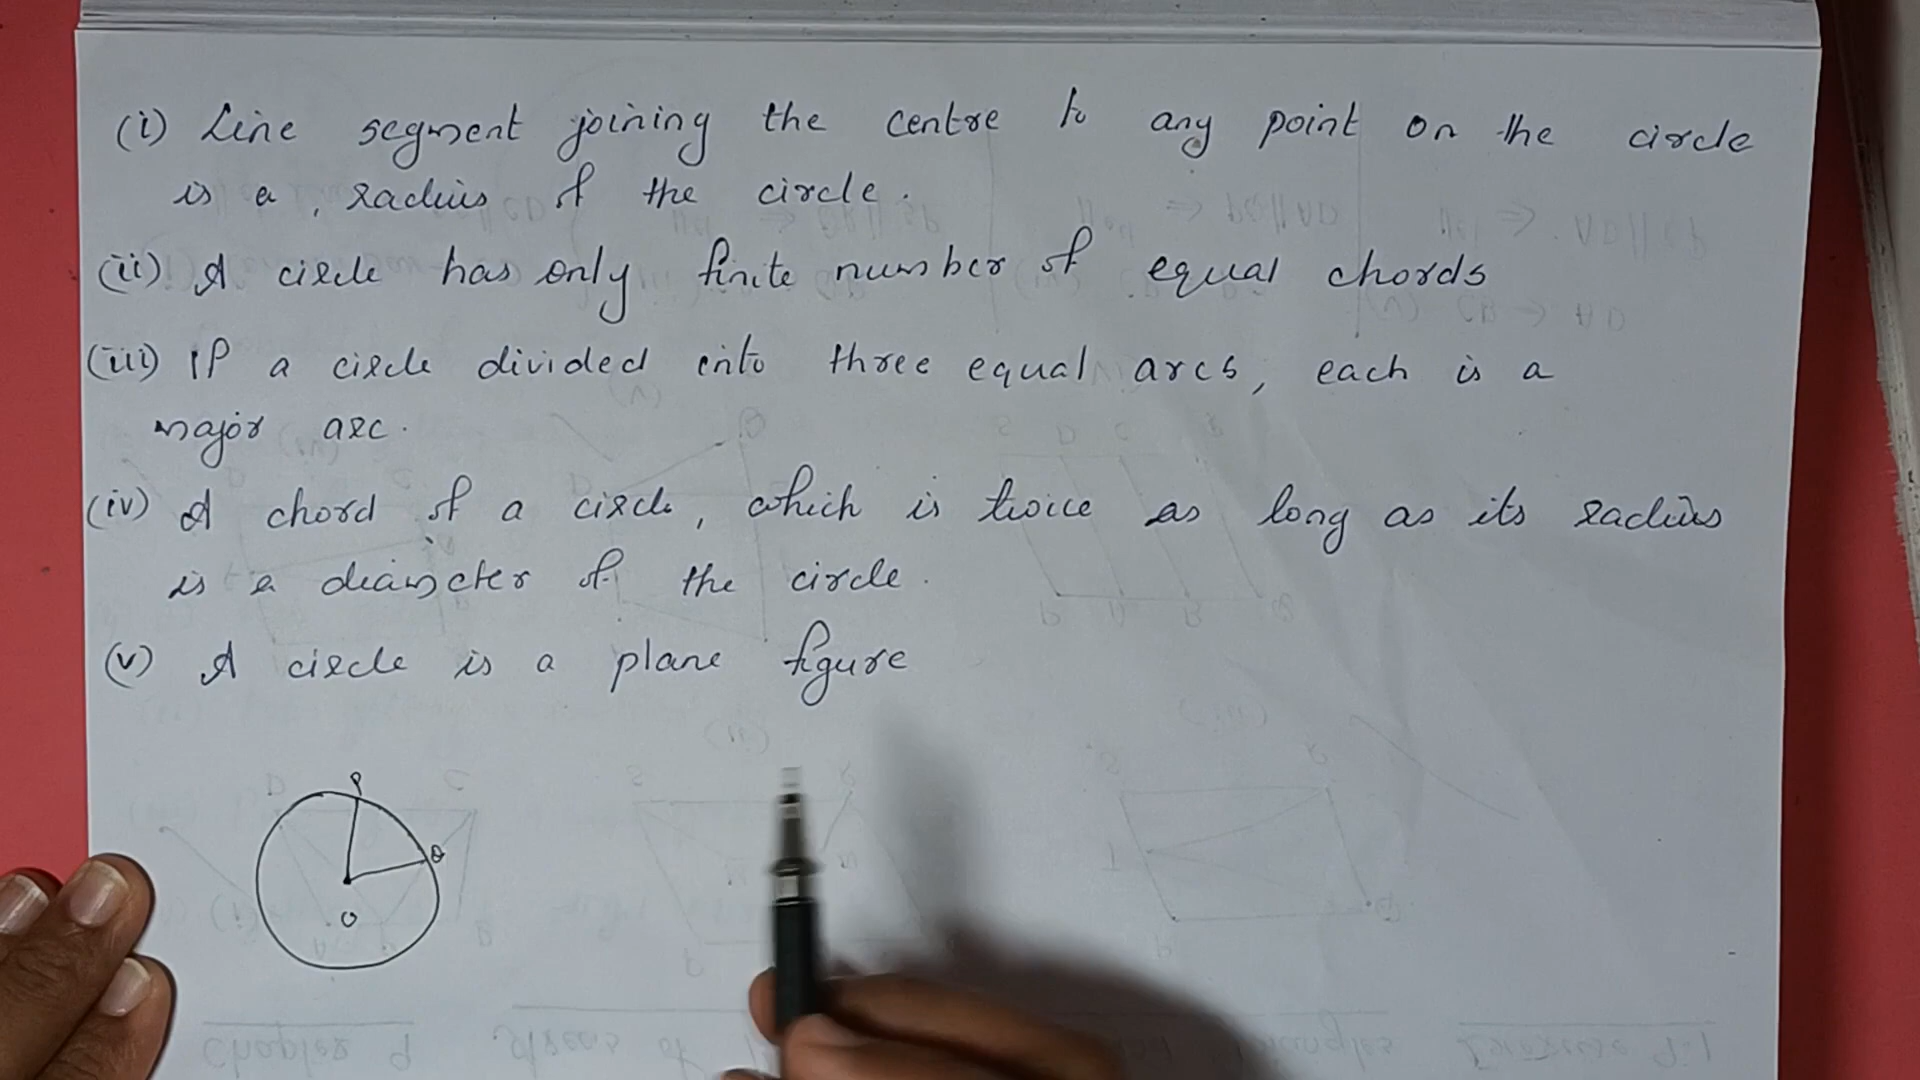 (i) Line segment joining the centre to any point on the circle
is a, radius of the circle.
(ii) A circle has only finite number of equal chords
(iii) If a circle divided into three equal arcs, each is a
major arc.
(iv) A chord of a circle, which is twice as long as its radius
is a diameter of the circle.
(v) A circle is a plane figure
P
Q
O